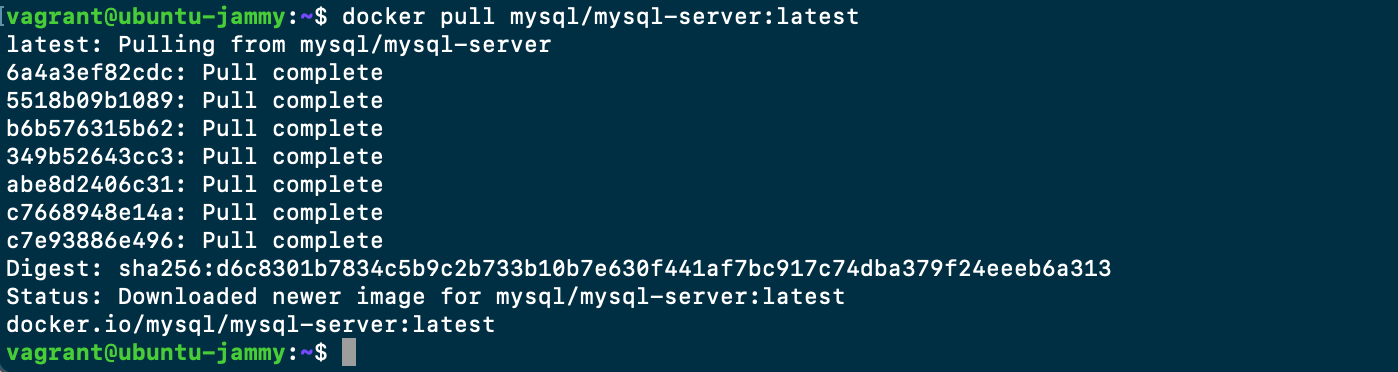 vagrant@ubuntu-jammy:~$ docker pull mysql/mysql-server:latest
latest: Pulling from mysql/mysql-server
6a4a3ef82cdc: Pull complete
5518b09b1089: Pull complete
b6b576315b62: Pull complete
349b52643cc3: Pull complete
abe8d2406c31: Pull complete
c7668948e14a: Pull complete
c7e93886e496: Pull complete
Digest: sha256:d6c8301b7834c5b9c2b733b10b7e630f441af7bc917c74dba379f24eeeb6a313
Status: Downloaded newer image for mysql/mysql-server:latest
docker.io/mysql/mysql-server:latest
vagrant@ubuntu-jammy:~$